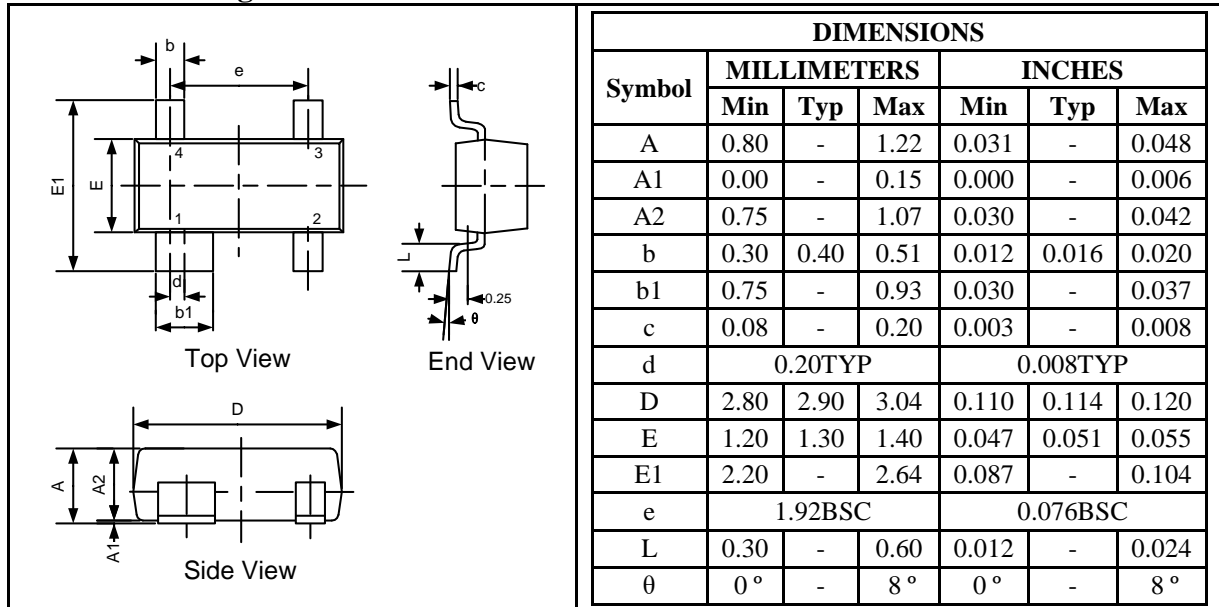 b
e
c
4
3
E1
E
1
2
L
d
b1
0.25
θ
Top View
End View
D
A
A2
A1
Side View
DIMENSIONS
Symbol MILLIMETERS INCHES
Min Typ Max Min Typ Max
A 0.80 - 1.22 0.031 - 0.048
A1 0.00 - 0.15 0.000 - 0.006
A2 0.75 - 1.07 0.030 - 0.042
b 0.30 0.40 0.51 0.012 0.016 0.020
b1 0.75 - 0.93 0.030 - 0.037
c 0.08 - 0.20 0.003 - 0.008
d 0.20TYP 0.008TYP
D 2.80 2.90 3.04 0.110 0.114 0.120
E 1.20 1.30 1.40 0.047 0.051 0.055
E1 2.20 - 2.64 0.087 - 0.104
e 1.92BSC 0.076BSC
L 0.30 - 0.60 0.012 - 0.024
θ 0 º - 8 º 0 º - 8 º